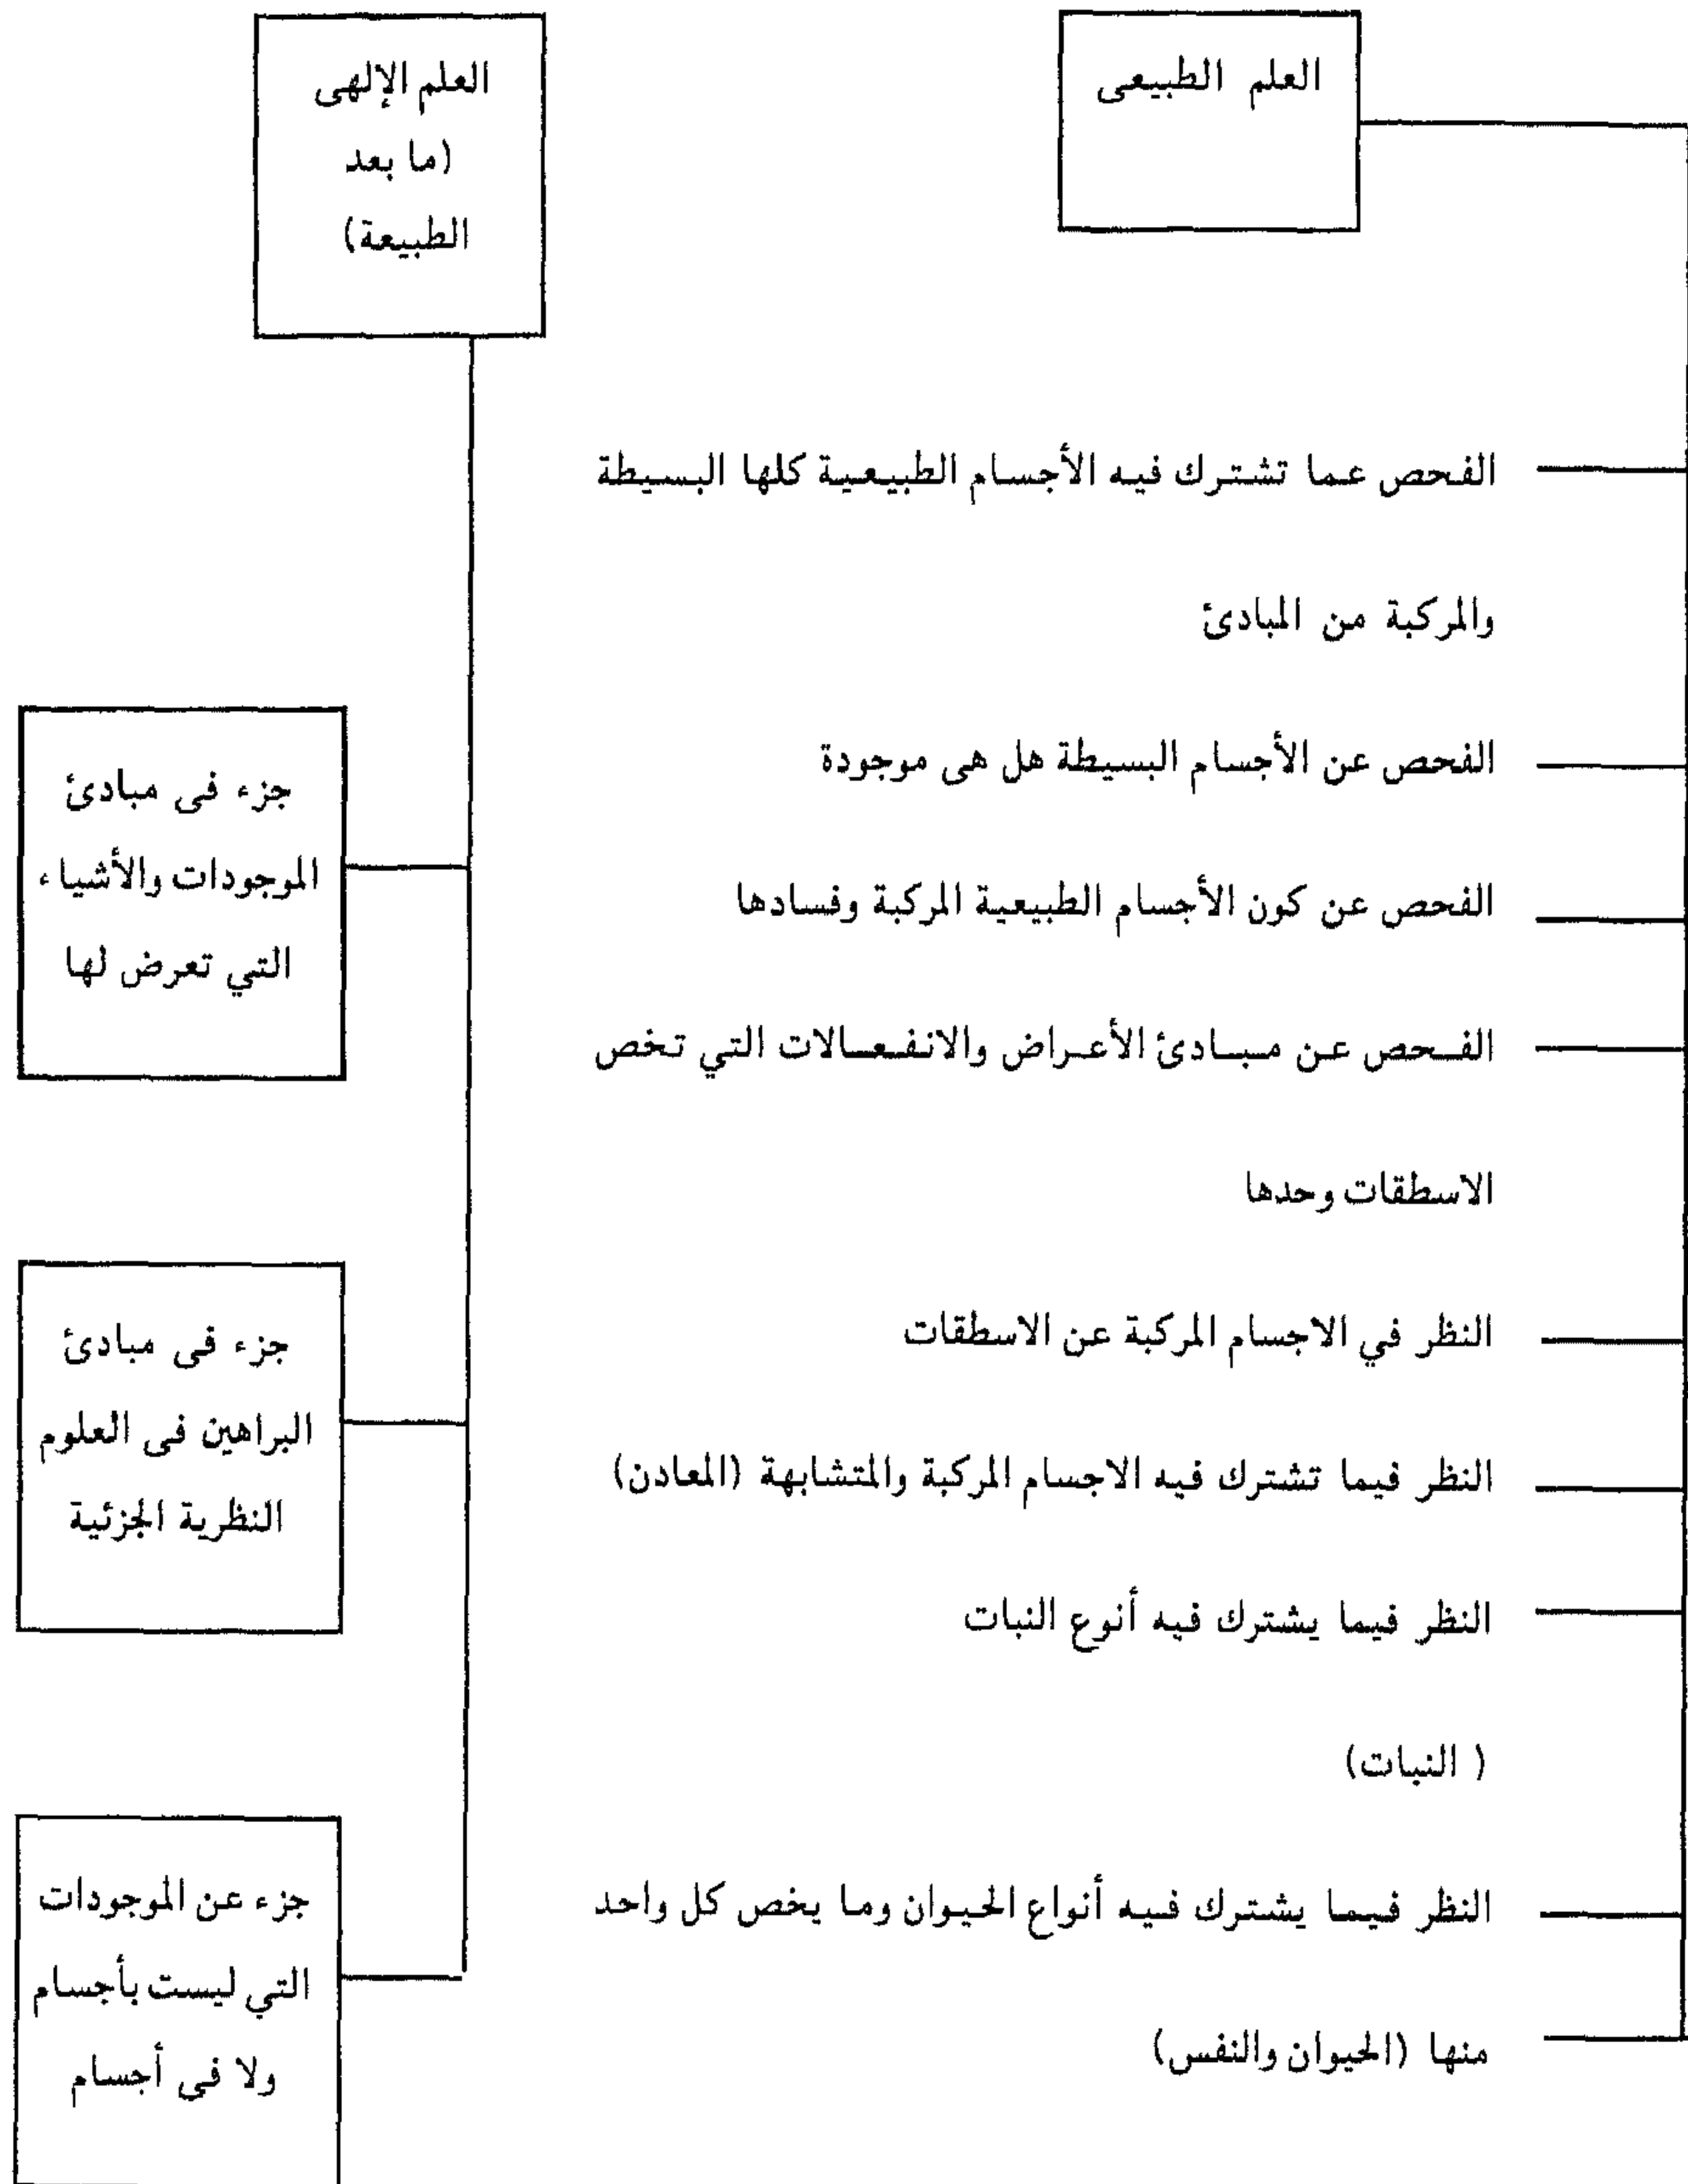 العلم الطبيعى
العلم الإلهى
(ما بعد
الطبيعة)
الفحص عما تشترك فيه الأجسام الطبيعية كلها البسيطة
والمركبة من المبادئ
الفحص عن الأجسام البسيطة هل هى موجودة
الفحص عن كون الأجسام الطبيعية المركبة وفسادها
الفحص عن مبادئ الأعراض والانفعالات التي تخص
الاسطقات وحدها
النظر في الاجسام المركبة عن الاسطقات
النظر فيما تشترك فيه الاجسام المركبة والمتشابهة (المعادن)
النظر فيما يشترك فيه أنوع النبات
( النبات)
النظر فيما يشترك فيه أنواع الحيوان وما يخص كل واحد
منها (الحيوان والنفس)
جزء فى مبادئ
الموجودات والأشياء
التي تعرض لها
جزء فى مبادئ
البراهين فى العلوم
النظرية الجزئية
جزء عن الموجودات
التي ليست بأجسام
ولا فى أجسام